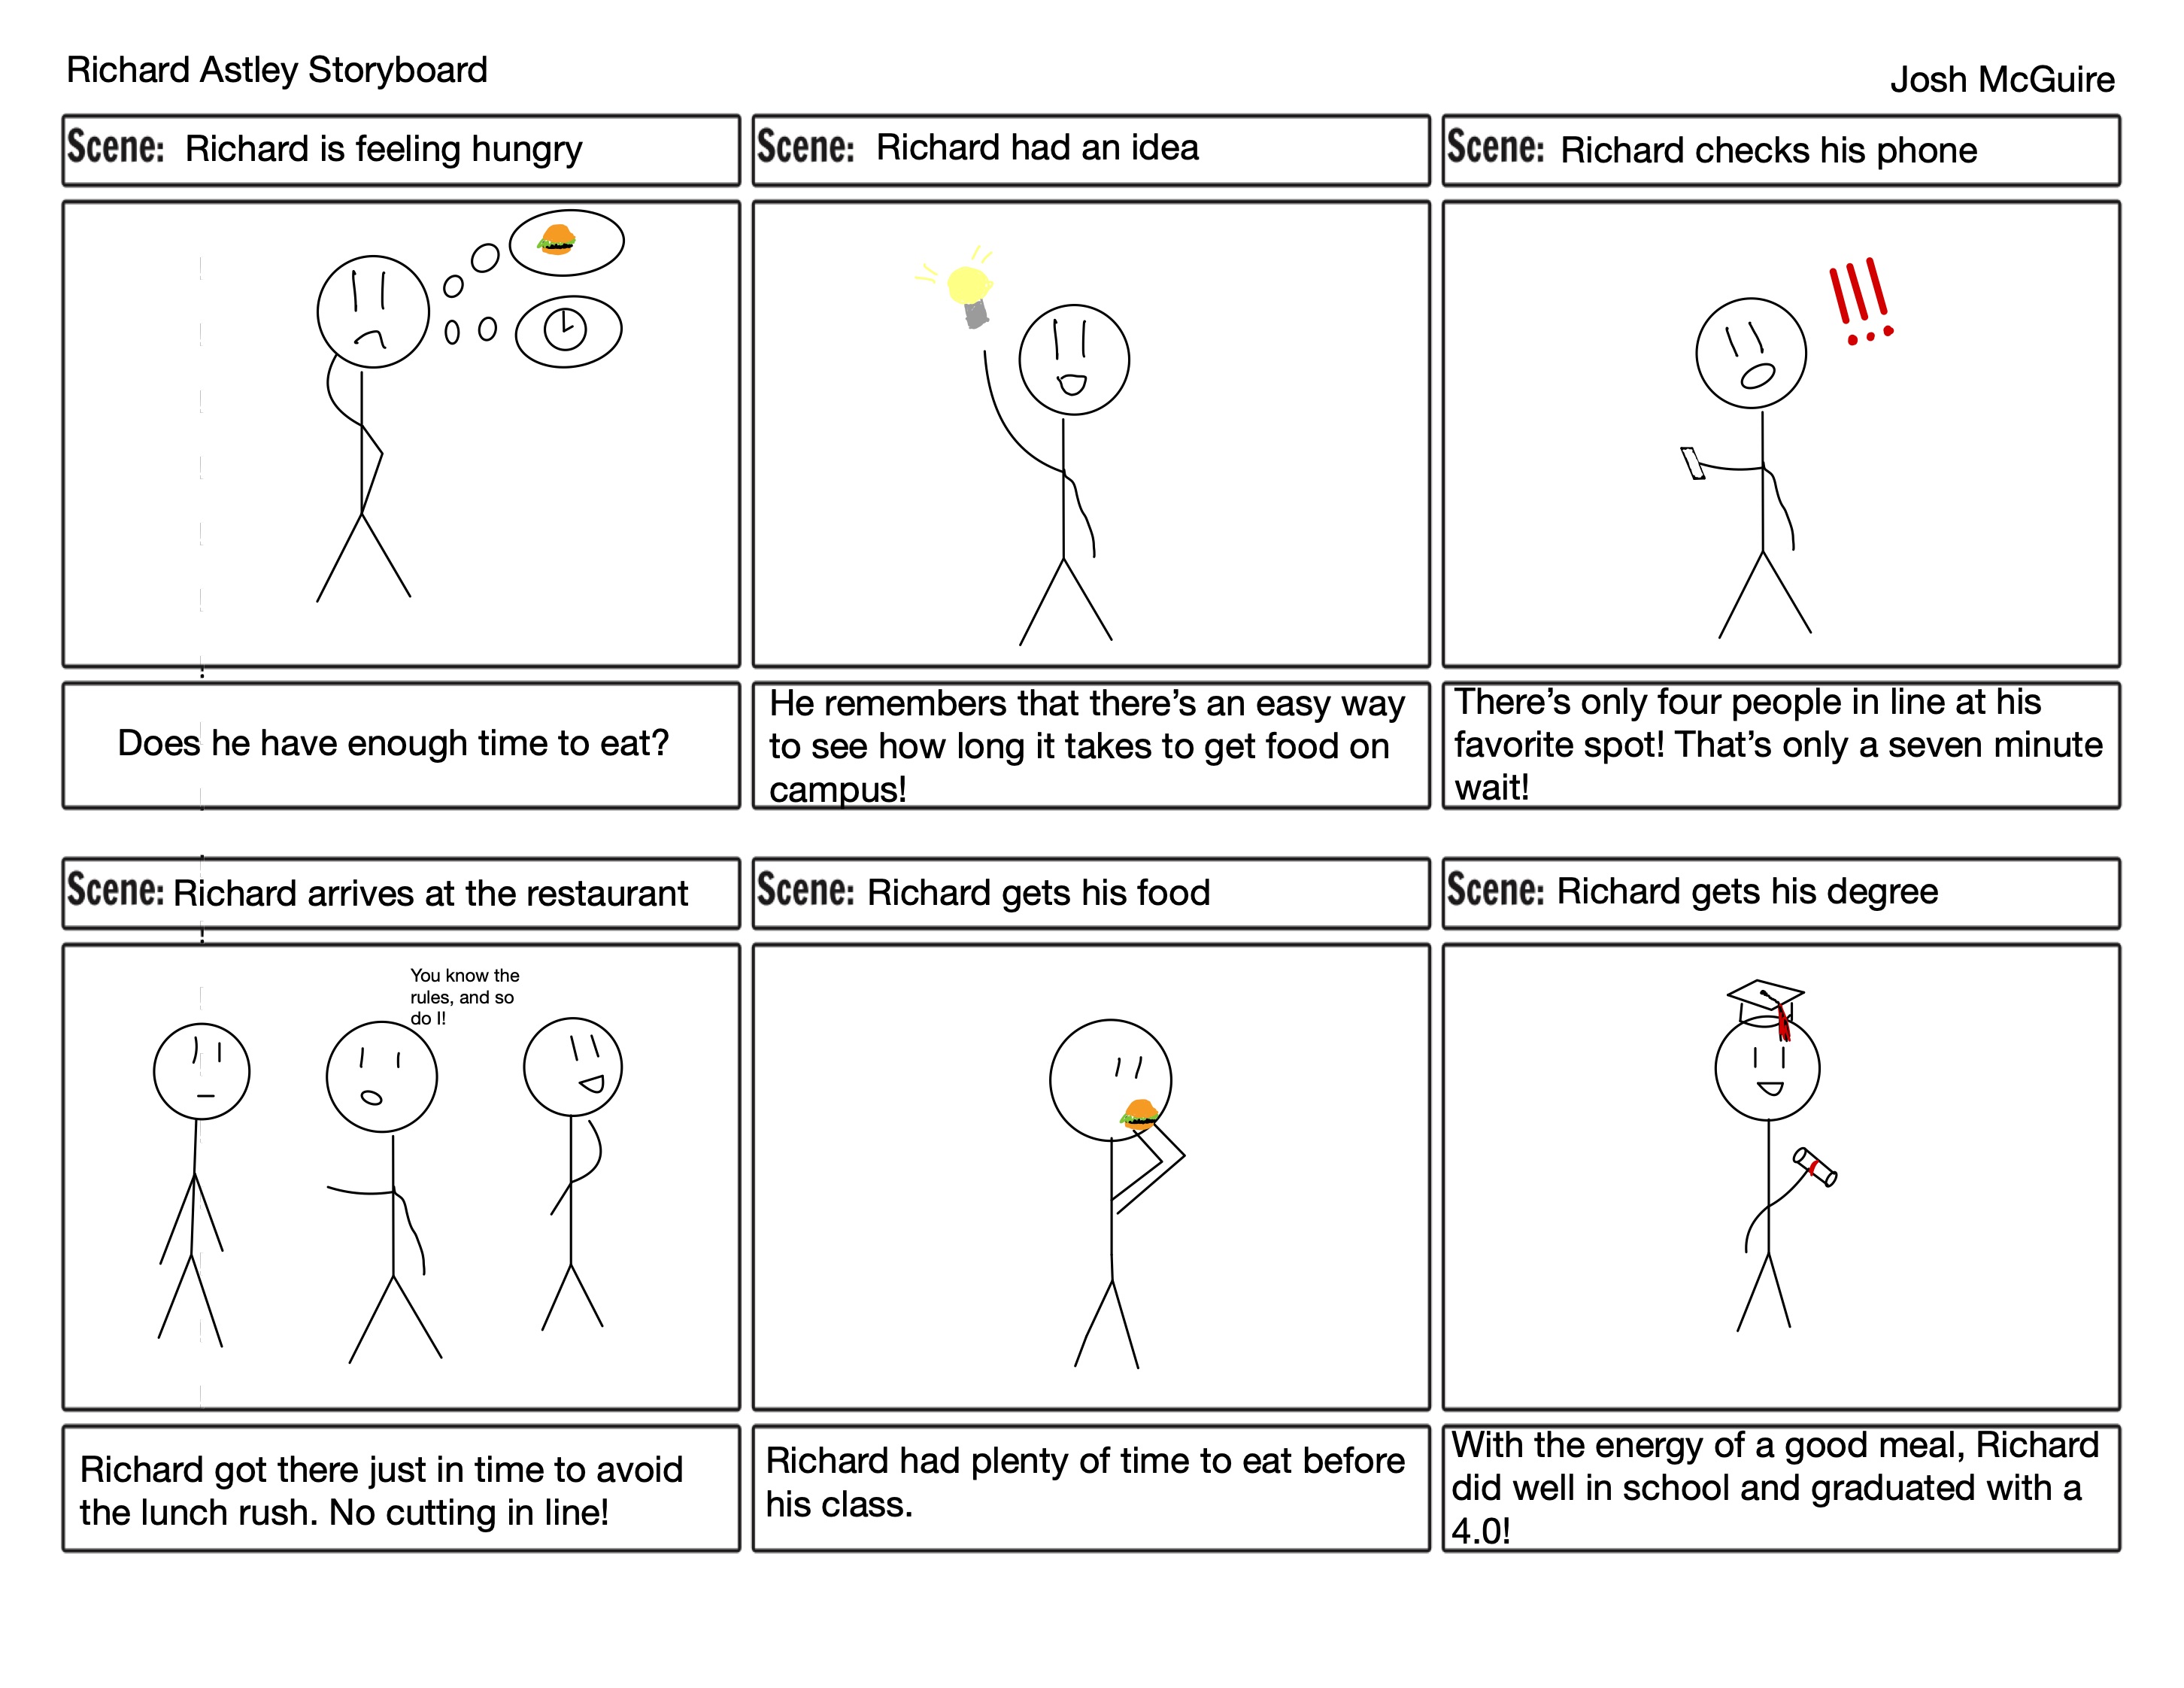 Richard Astley Storyboard
Josh McGuire
Scene: Richard is feeling hungry
Scene: Richard had an idea
Scene: Richard checks his phone
Does he have enough time to eat?
He remembers that there’s an easy way
to see how long it takes to get food on
campus!
There’s only four people in line at his
favorite spot! That’s only a seven minute
wait!
Scene: Richard arrives at the restaurant
Scene: Richard gets his food
Scene: Richard gets his degree
You know the
rules, and so
do I!
Richard got there just in time to avoid
the lunch rush. No cutting in line!
Richard had plenty of time to eat before
his class.
With the energy of a good meal, Richard
did well in school and graduated with a
4.0!